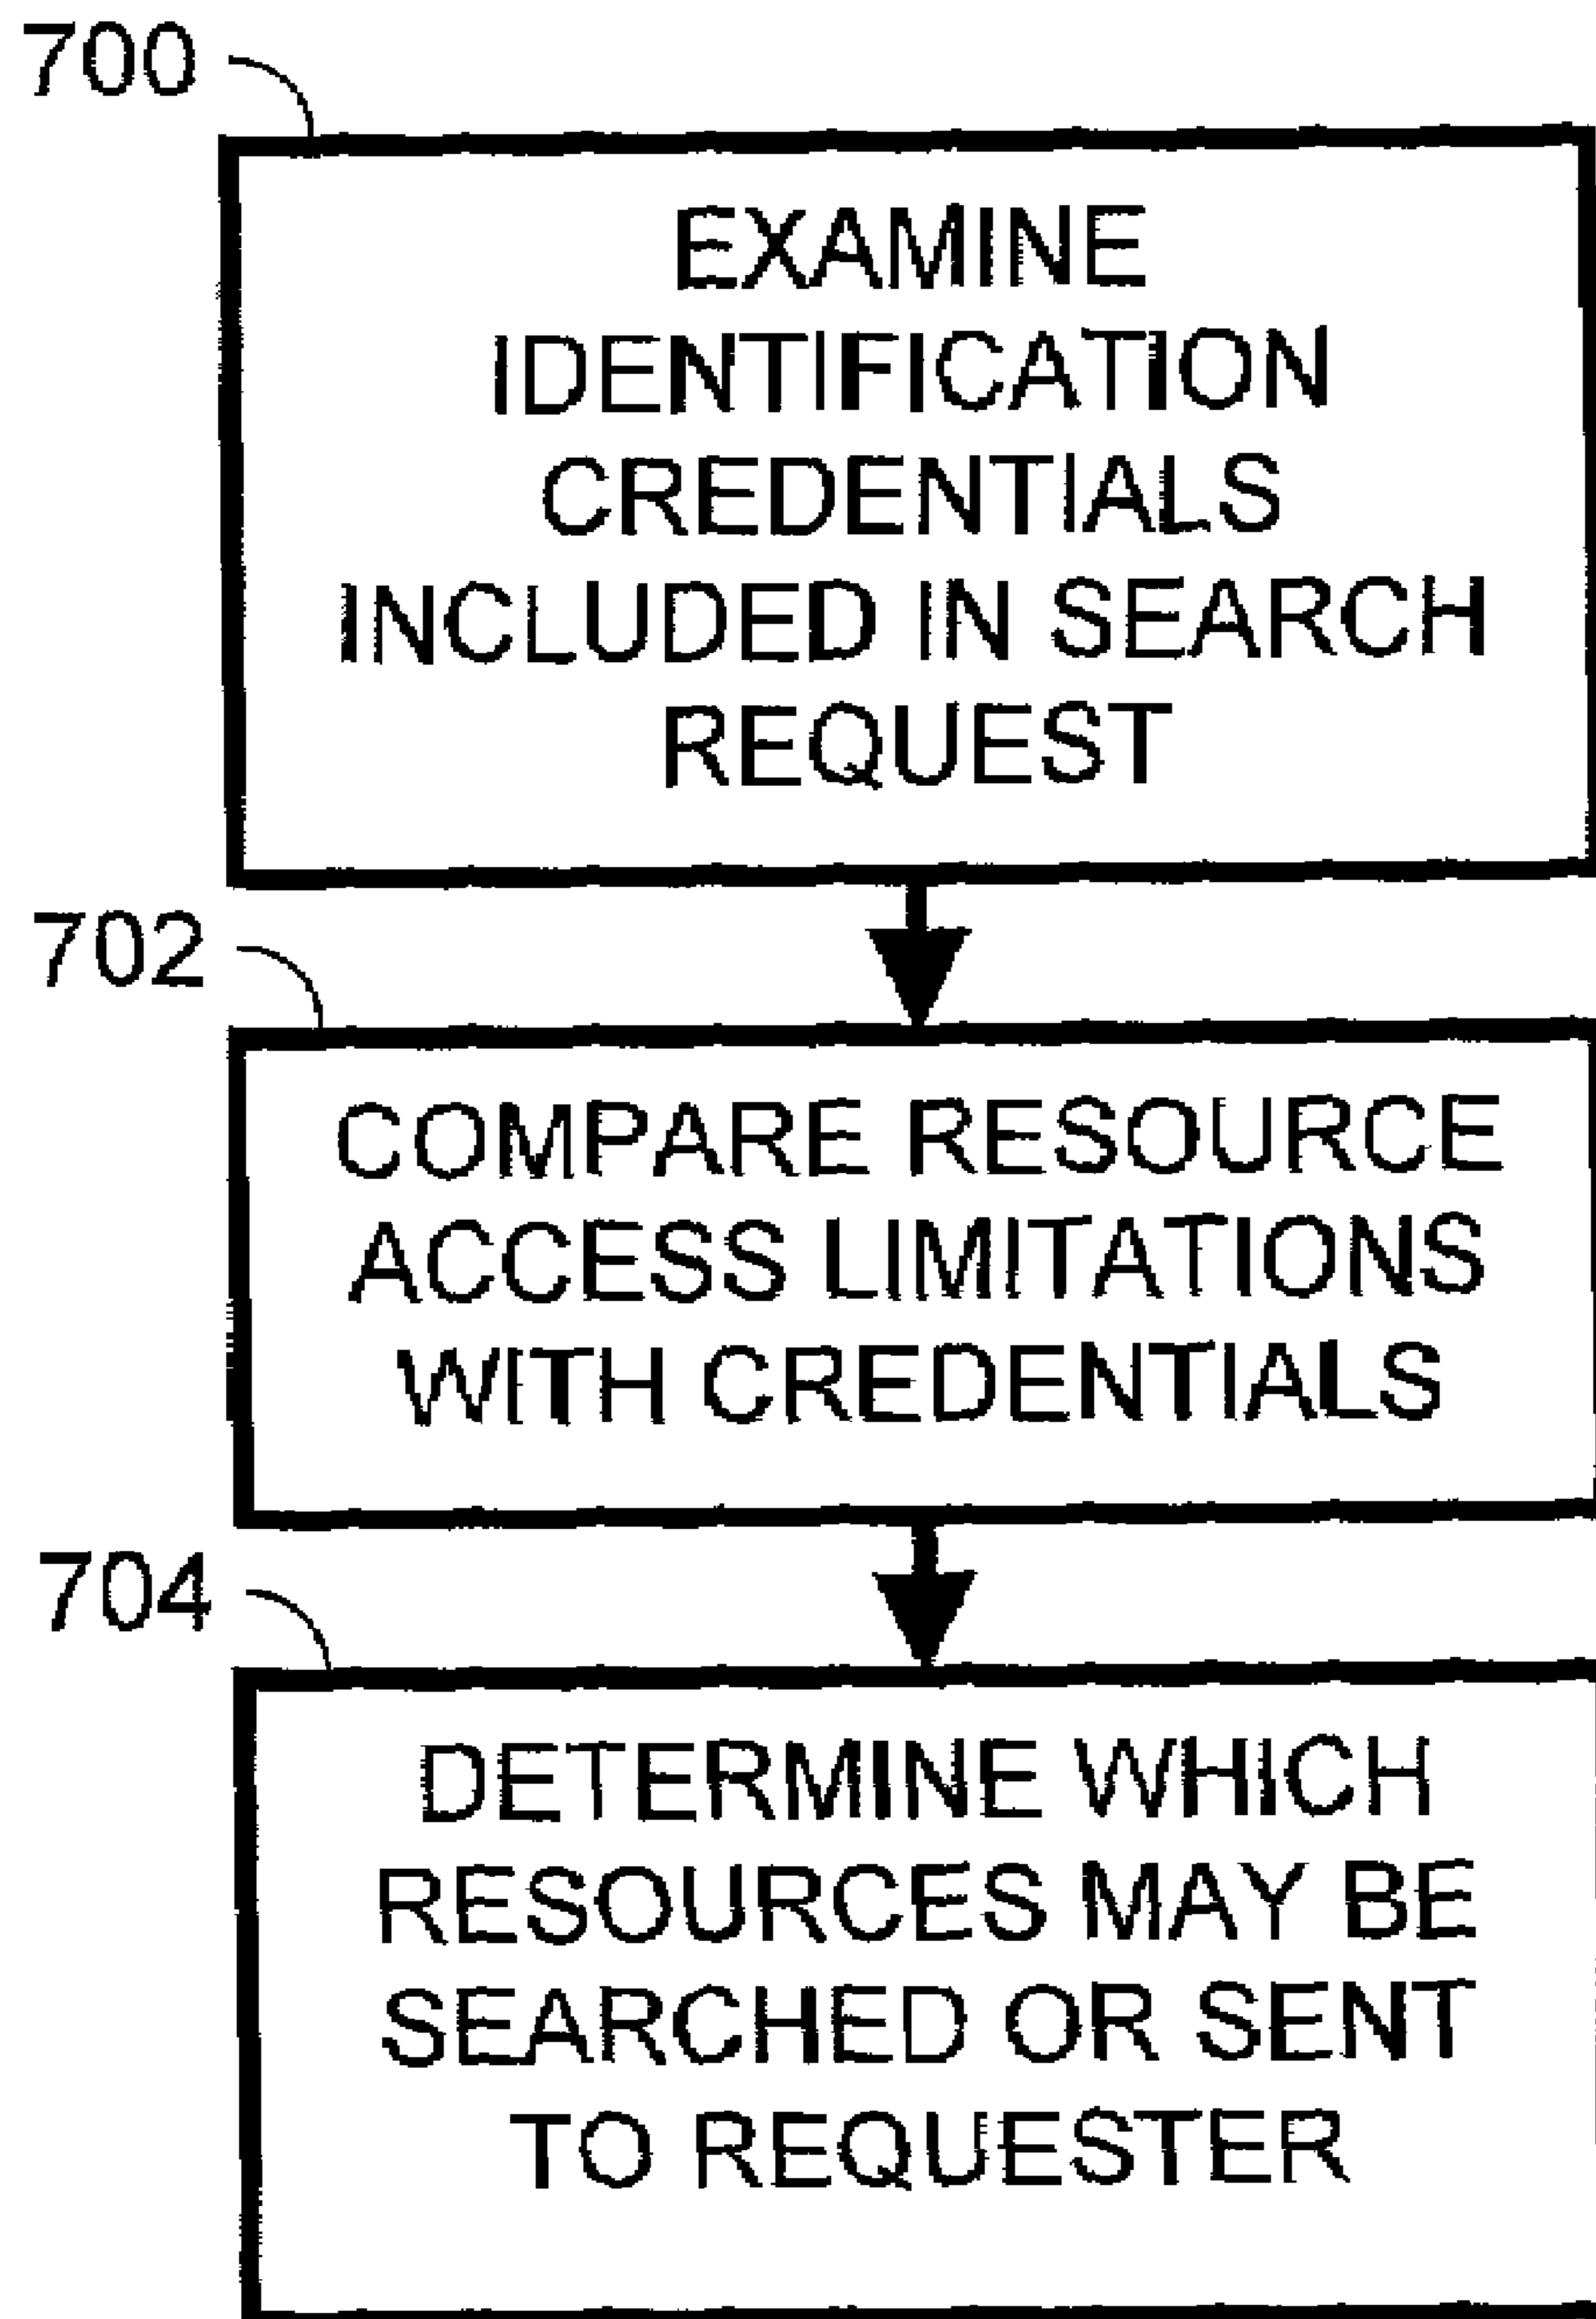 700
EXAMINE
IDENTIFICATION
CREDENTIALS
INCLUDED IN SEARCH
REQUEST
702
COMPARE RESOURCE
ACCESS LIMITATIONS
WITH CREDENTIALS
704
DETERMINE WHICH
RESOURCES MAY BE
SEARCHED OR SENT
TO REQUESTER